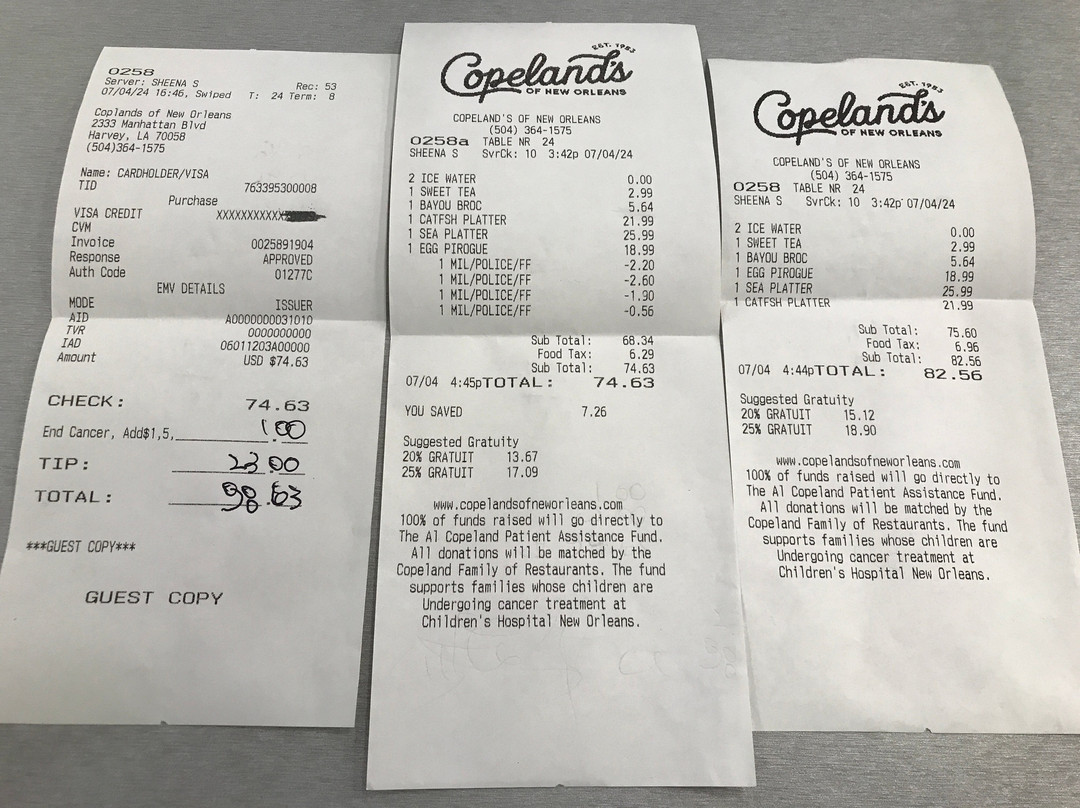 0258
Server: SHEENA S Rec: 53
07/04/24 16:46, Swiped T: 24 Term: 8
Coplands of New Orleans
2333 Manhattan Blvd
Harvey, LA 70058
(504)364-1575
Name: CARDHOLDER/VISA
TID 763395300008
Purchase
VISA CREDIT XXXXXXXXXXX
CVM
Invoice 0025891904
Response APPROVED
Auth Code 01277C
EMV DETAILS
MODE ISSUER
AID A0000000031010
TVR 0000000000
IAD 06011203A00000
Amount USD $74.63
CHECK: 74.63
End Cancer, Add$1,5, 1.00
TIP: 23.00
TOTAL: 98.63
***GUEST COPY***
GUEST COPY
EST. 1983
Copeland's
OF NEW ORLEANS
COPELAND'S OF NEW ORLEANS
(504) 364-1575
0258a TABLE NR 24
SHEENA S SvrCk: 10 3:42p 07/04/24
2 ICE WATER 0.00
1 SWEET TEA 2.99
1 BAYOU BROC 5.64
1 CATFSH PLATTER 21.99
1 SEA PLATTER 25.99
1 EGG PIROGUE 18.99
1 MIL/POLICE/FF -2.20
1 MIL/POLICE/FF -2.60
1 MIL/POLICE/FF -1.90
1 MIL/POLICE/FF -0.56
Sub Total: 68.34
Food Tax: 6.29
Sub Total: 74.63
07/04 4:45pTOTAL: 74.63
YOU SAVED 7.26
Suggested Gratuity
20% GRATUIT 13.67
25% GRATUIT 17.09
www.copelandsofneworleans.com
100% of funds raised will go directly to
The Al Copeland Patient Assistance Fund.
All donations will be matched by the
Copeland Family of Restaurants. The fund
supports families whose children are
Undergoing cancer treatment at
Children's Hospital New Orleans.
EST. 1983
Copeland's
OF NEW ORLEANS
COPELAND'S OF NEW ORLEANS
(504) 364-1575
0258 TABLE NR 24
SHEENA S SvrCk: 10 3:42p 07/04/24
2 ICE WATER 0.00
1 SWEET TEA 2.99
1 BAYOU BROC 5.64
1 EGG PIROGUE 18.99
1 SEA PLATTER 25.99
1 CATFSH PLATTER 21.99
Sub Total: 75.60
Food Tax: 6.96
Sub Total: 82.56
07/04 4:44pTOTAL: 82.56
Suggested Gratuity
20% GRATUIT 15.12
25% GRATUIT 18.90
www.copelandsofneworleans.com
100% of funds raised will go directly to
The Al Copeland Patient Assistance Fund.
All donations will be matched by the
Copeland Family of Restaurants. The fund
supports families whose children are
Undergoing cancer treatment at
Children's Hospital New Orleans.